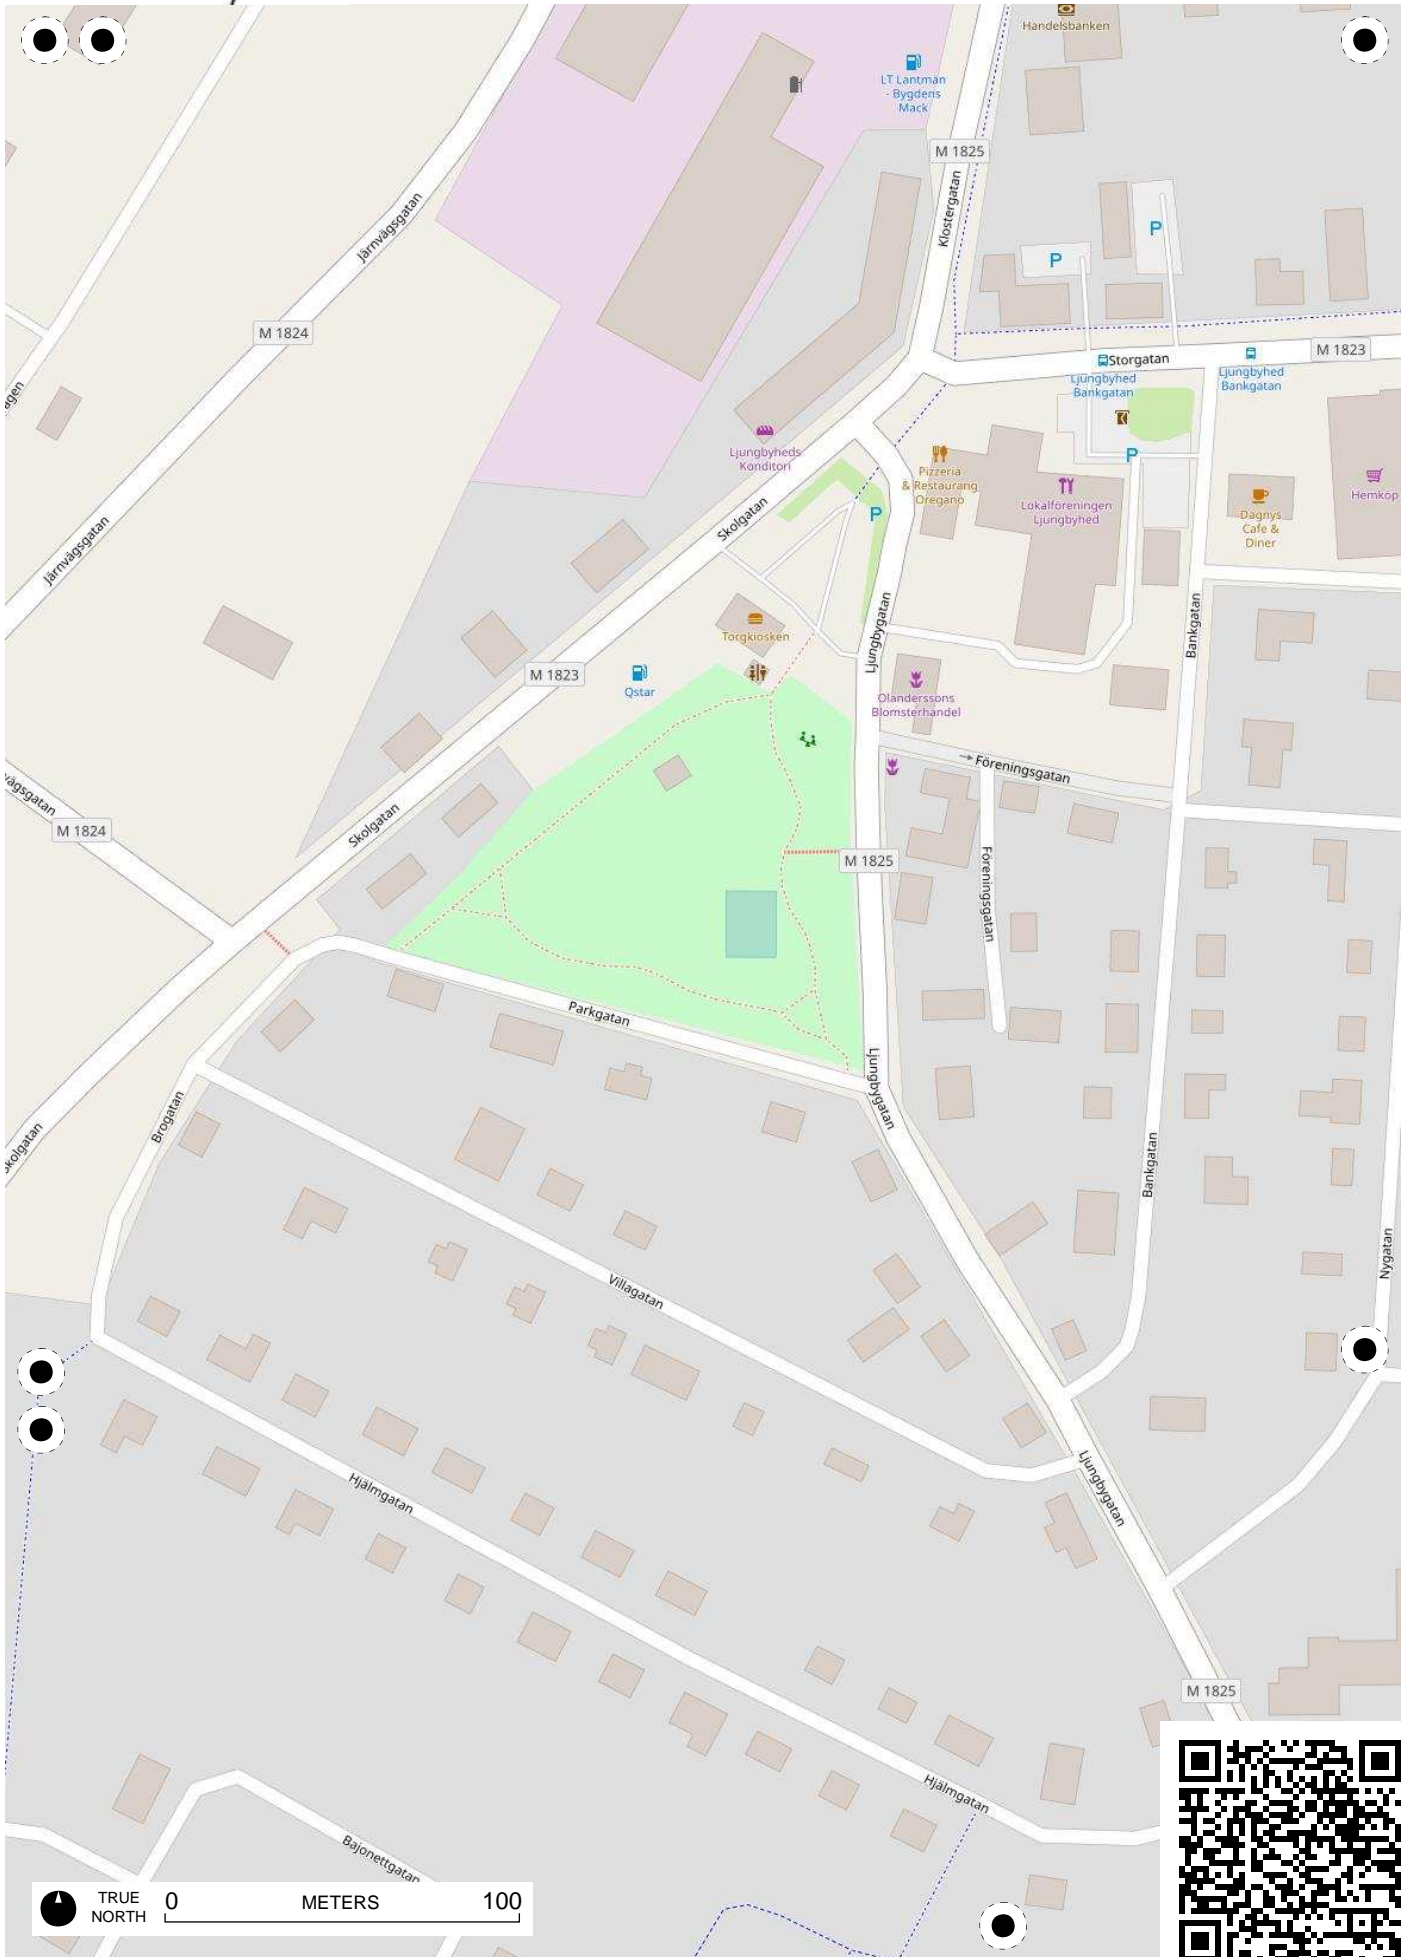 Handelsbanken
LT Lantmän
- Bygdens
Mack
M 1825
Klostergatan
Järnvägsgatan
P
P
M 1824
Storgatan
M 1823
Ljungbyhed
Bankgatan
Ljungbyhed
Bankgatan
agen
Ljungbyheds
Konditori
Pizzeria
& Restaurang
Oregano
P
Lokalföreningen
Ljungbyhed
Hemköp
Dagnys
Cafe &
Diner
Skolgatan
P
Järnvägsgatan
Ljungbygatan
Bankgatan
Torgkiosken
M 1823
Qstar
Olanderssons
Blomsterhandel
Föreningsgatan
vägsgatan
M 1824
Skolgatan
M 1825
Föreningsgatan
Parkgatan
Ljungbygatan
Brogatan
Skolgatan
Bankgatan
Nygatan
Villagatan
Ljungbygatan
Hjälmgatan
M 1825
Hjälmgatan
Bajonettgatan
TRUE
NORTH
0 METERS 100